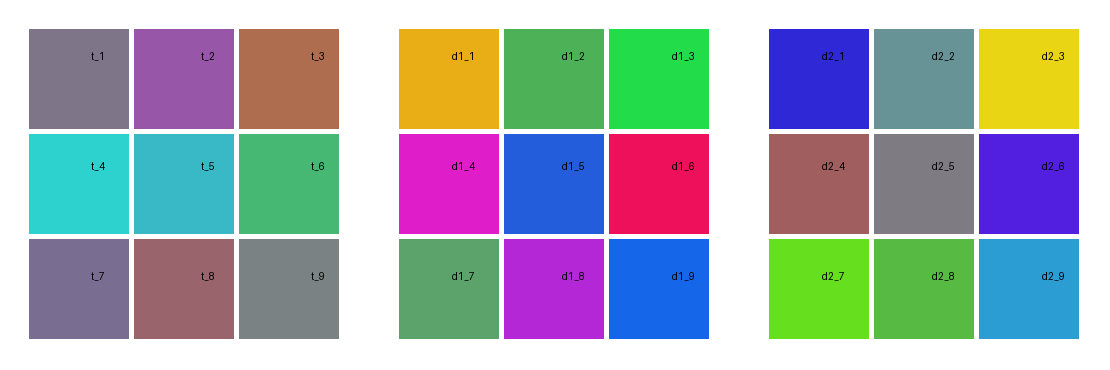 t_1 t_2 t_3 d1_1 d1_2 d1_3 d2_1 d2_2 d2_3
t_4 t_5 t_6 d1_4 d1_5 d1_6 d2_4 d2_5 d2_6
t_7 t_8 t_9 d1_7 d1_8 d1_9 d2_7 d2_8 d2_9